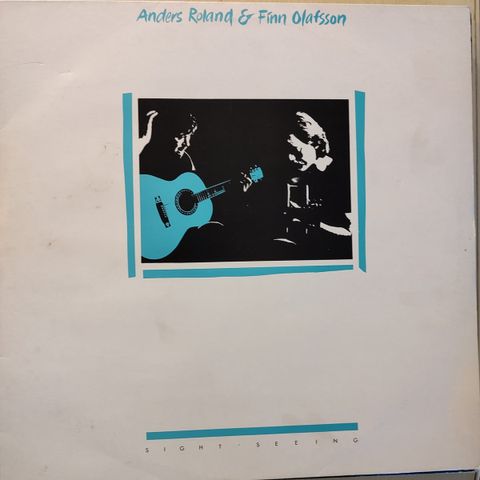 Anders Roland & Finn Olafsson
SIGHT-SEEING